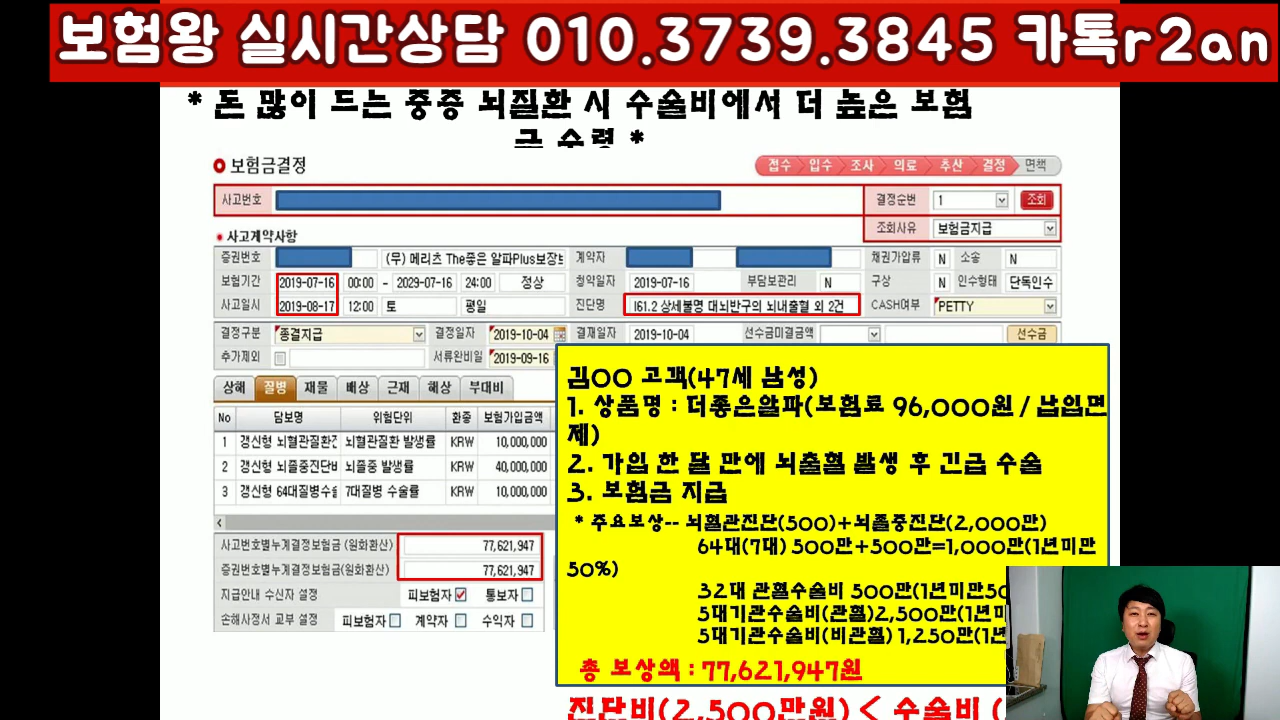 보험왕 실시간상담 010.3739.3845 카톡r2an
* 돈 많이 드는 중증 뇌질환 시 수술비에서 더 높은 보험
금 수령 *
보험금결정
접수 입수 조사 의료 추산 결정 면책
사고번호 결정순번 1 조회
조회사유 보험금지급
사고계약사항
증권번호 (무) 메리츠 The좋은 알파Plus보장보 계약자 채권가압류 N 소송 N
보험기간 2019-07-16 00:00 - 2029-07-16 24:00 정상 청약일자 2019-07-16 부담보관리 N 구상 N 인수형태 단독인수
사고일시 2019-08-17 12:00 토 평일 진단명 I61.2 상세불명 대뇌반구의 뇌내출혈 외 2건 CASH여부 PETTY
결정구분 종결지급 결정일자 2019-10-04 결재일자 2019-10-04 선수금미결금액 선수금
추가제외 서류완비일 2019-09-16
상해 질병 재물 배상 근재 해상 부대비
No 담보명 위험단위 환종 보험가입금액
1 갱신형 뇌혈관질환진 뇌혈관질환 발생률 KRW 10,000,000
2 갱신형 뇌졸중진단비 뇌졸중 발생률 KRW 40,000,000
3 갱신형 64대질병수술 7대질병 수술률 KRW 10,000,000
사고번호별누계결정보험금 (원화환산) 77,621,947
증권번호별누계결정보험금(원화환산) 77,621,947
지급안내 수신자 설정 피보험자 통보자
손해사정서 교부 설정 피보험자 계약자 수익자
김OO 고객(47세 남성)
1. 상품명 : 더좋은알파(보험료 96,000원 / 납입면
제)
2. 가입 한 달 만에 뇌출혈 발생 후 긴급 수술
3. 보험금 지급
* 주요보상-- 뇌혈관진단(500)+뇌졸중진단(2,000만)
64대(7대) 500만+500만=1,000만(1년미만
50%)
32대 관혈수술비 500만(1년미만50
5대기관수술비(관혈)2,500만(1년미
5대기관수술비(비관혈) 1,250만(1년
총 보상액 : 77,621,947원
진단비(2,500만원) < 수술비 (